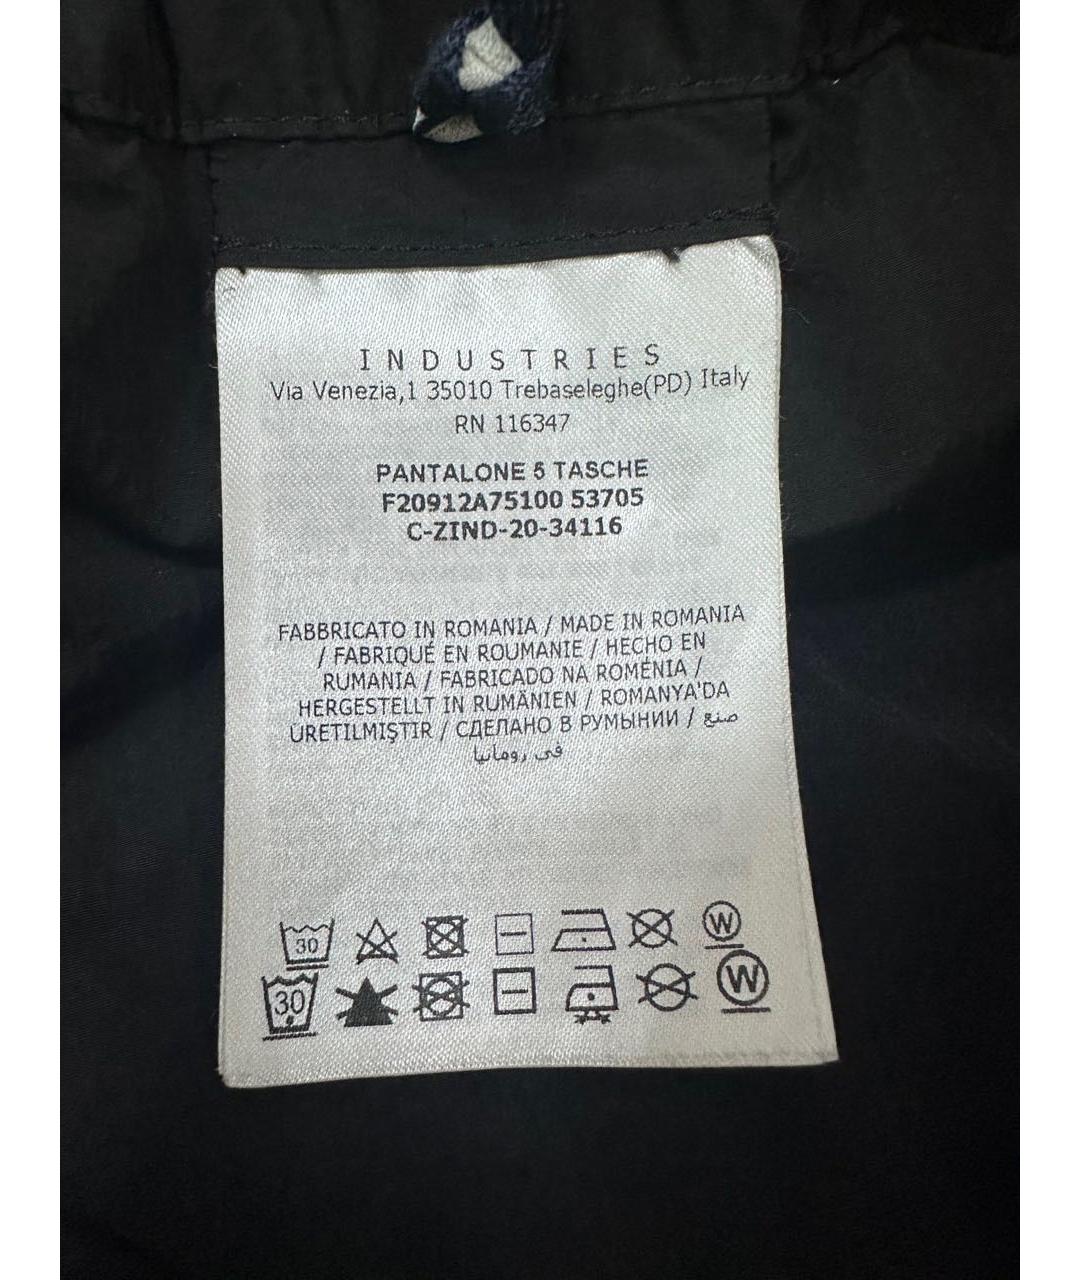 INDUSTRIES
Via Venezia,1 35010 Trebaseleghe(PD) Italy
RN 116347
PANTALONE 5 TASCHE
F20912A75100 53705
C-ZIND-20-34116
FABBRICATO IN ROMANIA / MADE IN ROMANIA
/ FABRIQUÉ EN ROUMANIE / HECHO EN
RUMANIA / FABRICADO NA ROMÉNIA /
HERGESTELLT IN RUMÄNIEN / ROMANYA'DA
ÜRETILMIŞTIR / СДЕЛАНО В РУМЫНИИ / صنع
في رومانيا
30 W
30 W